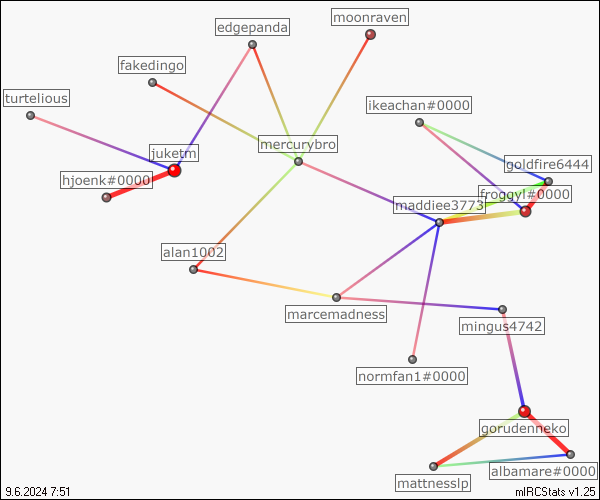 moonraven
edgepanda
fakedingo
turtelious
ikeachan#0000
mercurybro
juketm
goldfire6444
hjoenk#0000
froggyl#0000
maddiee3773
alan1002
marcemadness
mingus4742
normfan1#0000
gorudenneko
albamare#0000
mattnesslp
9.6.2024 7:51
mIRCStats v1.25